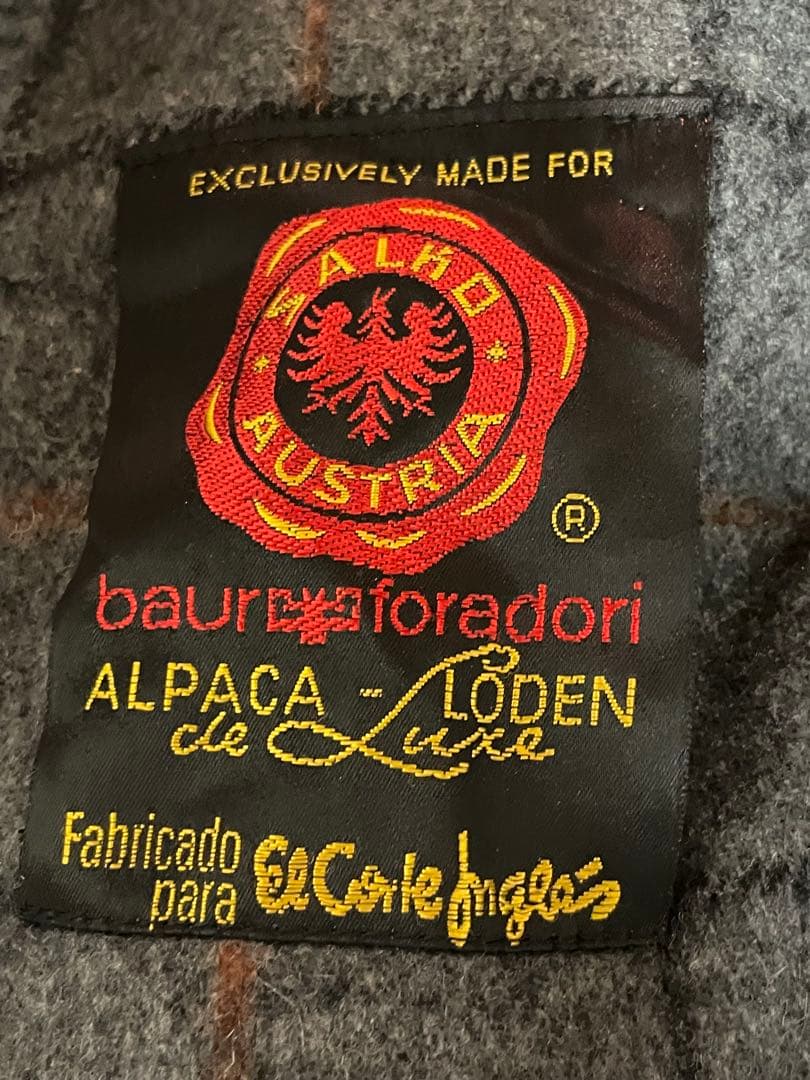 EXCLUSIVELY MADE FOR
SALKO
AUSTRIA
®
baur foradori
ALPACA - LODEN
de Luxe
Fabricado
para El Corte Inglés